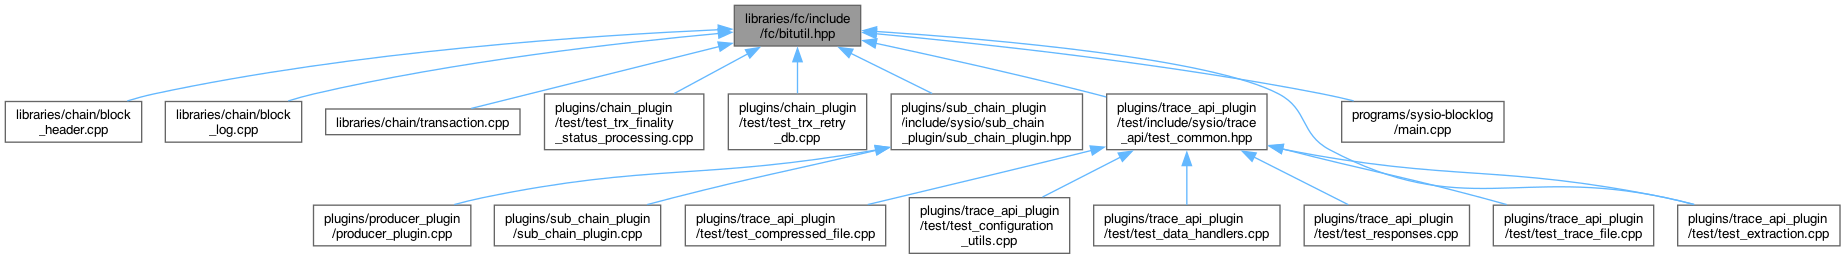 libraries/fc/include
/fc/bitutil.hpp
libraries/chain/block
_header.cpp
libraries/chain/block
_log.cpp
libraries/chain/transaction.cpp
plugins/chain_plugin
/test/test_trx_finality
_status_processing.cpp
plugins/chain_plugin
/test/test_trx_retry
_db.cpp
plugins/sub_chain_plugin
/include/sysio/sub_chain
_plugin/sub_chain_plugin.hpp
plugins/trace_api_plugin
/test/include/sysio/trace
_api/test_common.hpp
programs/sysio-blocklog
/main.cpp
plugins/producer_plugin
/producer_plugin.cpp
plugins/sub_chain_plugin
/sub_chain_plugin.cpp
plugins/trace_api_plugin
/test/test_compressed_file.cpp
plugins/trace_api_plugin
/test/test_configuration
_utils.cpp
plugins/trace_api_plugin
/test/test_data_handlers.cpp
plugins/trace_api_plugin
/test/test_responses.cpp
plugins/trace_api_plugin
/test/test_trace_file.cpp
plugins/trace_api_plugin
/test/test_extraction.cpp